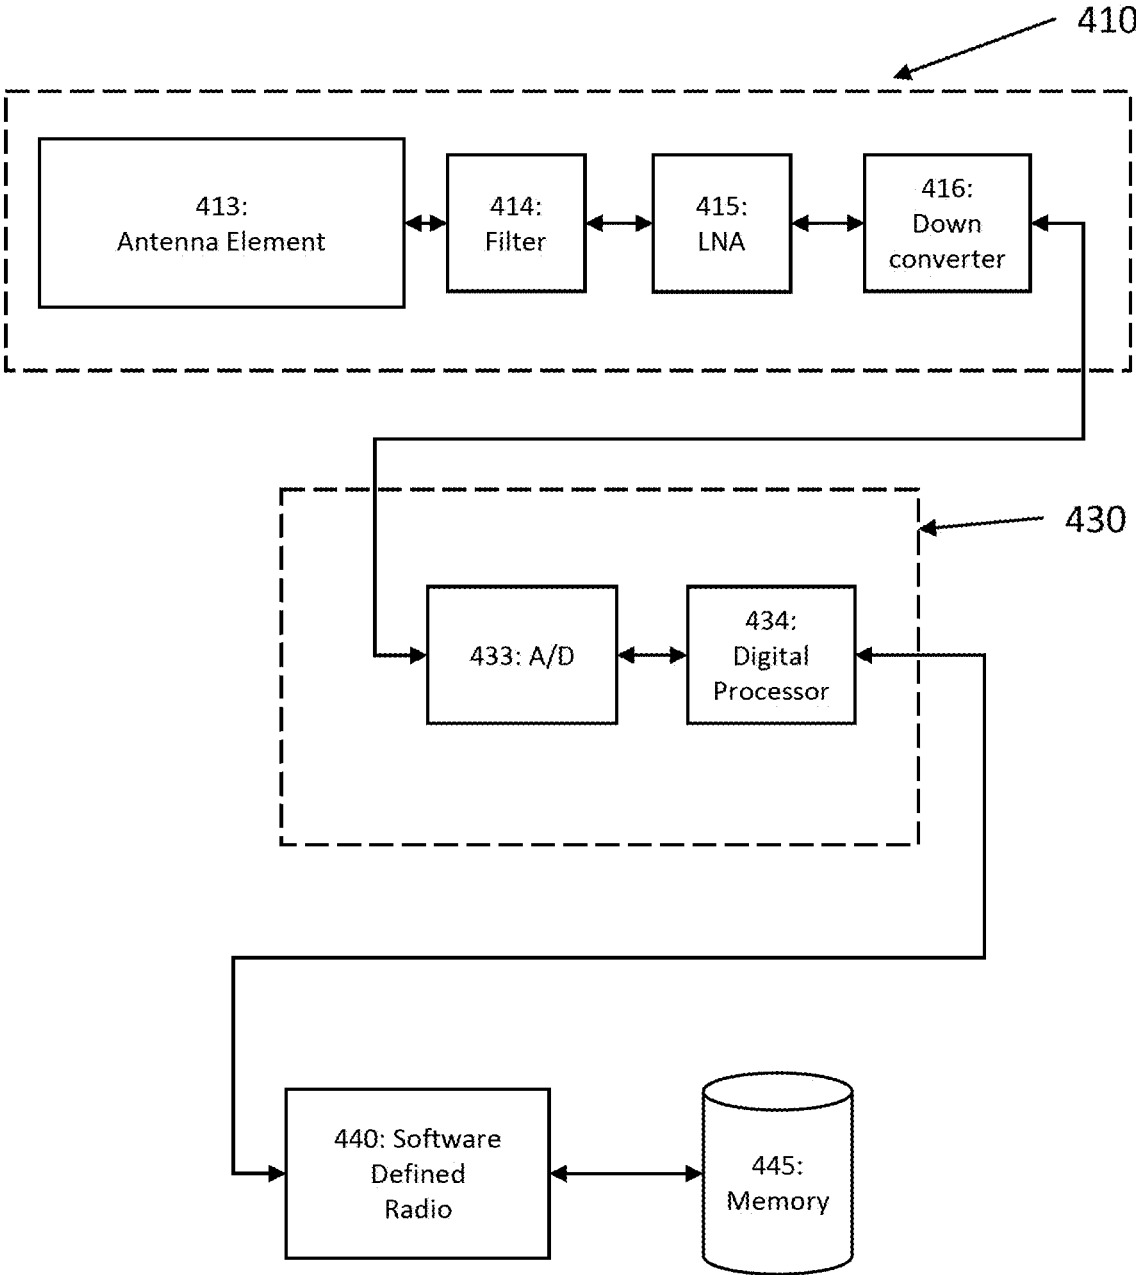 410
413:
Antenna Element
414:
Filter
415:
LNA
416:
Down
converter
430
433: A/D
434:
Digital
Processor
440: Software
Defined
Radio
445:
Memory